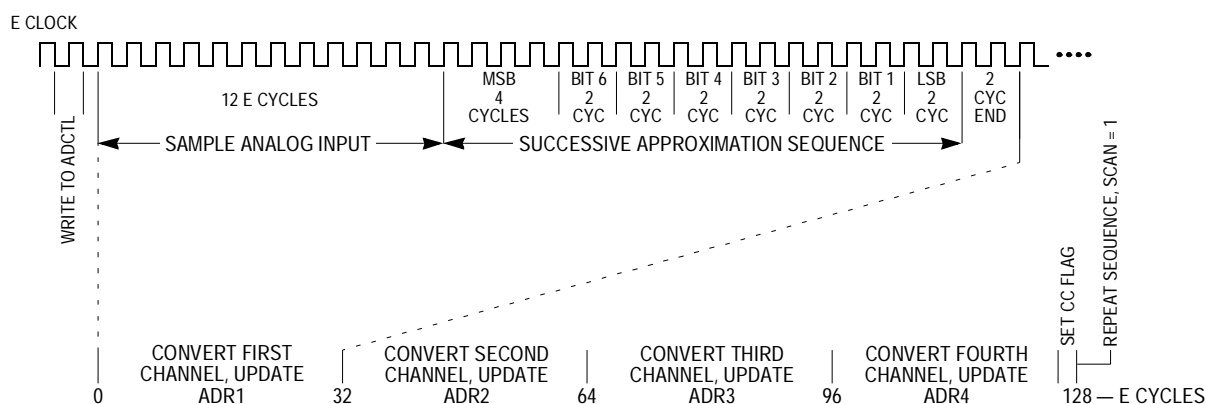 E CLOCK
MSB
4
CYCLES
BIT 6
2
CYC
BIT 5
2
CYC
BIT 4
2
CYC
BIT 3
2
CYC
BIT 2
2
CYC
BIT 1
2
CYC
LSB
2
CYC
2
CYC
END
12 E CYCLES
WRITE TO ADCTL
SAMPLE ANALOG INPUT
SUCCESSIVE APPROXIMATION SEQUENCE
SET CC FLAG
REPEAT SEQUENCE, SCAN = 1
CONVERT FIRST
CHANNEL, UPDATE
ADR1
CONVERT SECOND
CHANNEL, UPDATE
ADR2
CONVERT THIRD
CHANNEL, UPDATE
ADR3
CONVERT FOURTH
CHANNEL, UPDATE
ADR4
0
32
64
96
128 — E CYCLES